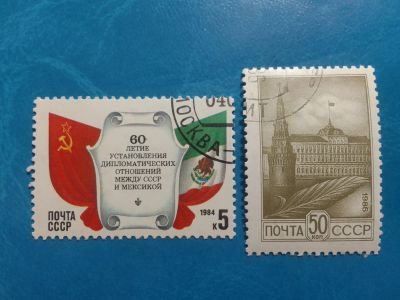 60-
ЛЕТИЕ
УСТАНОВЛЕНИЯ
ДИПЛОМАТИЧЕСКИХ
ОТНОШЕНИЙ
МЕЖДУ СССР
И МЕКСИКОЙ
ПОЧТА
СССР
1984
к5
МОСКВА
1986
ПОЧТА 50 КОП СССР